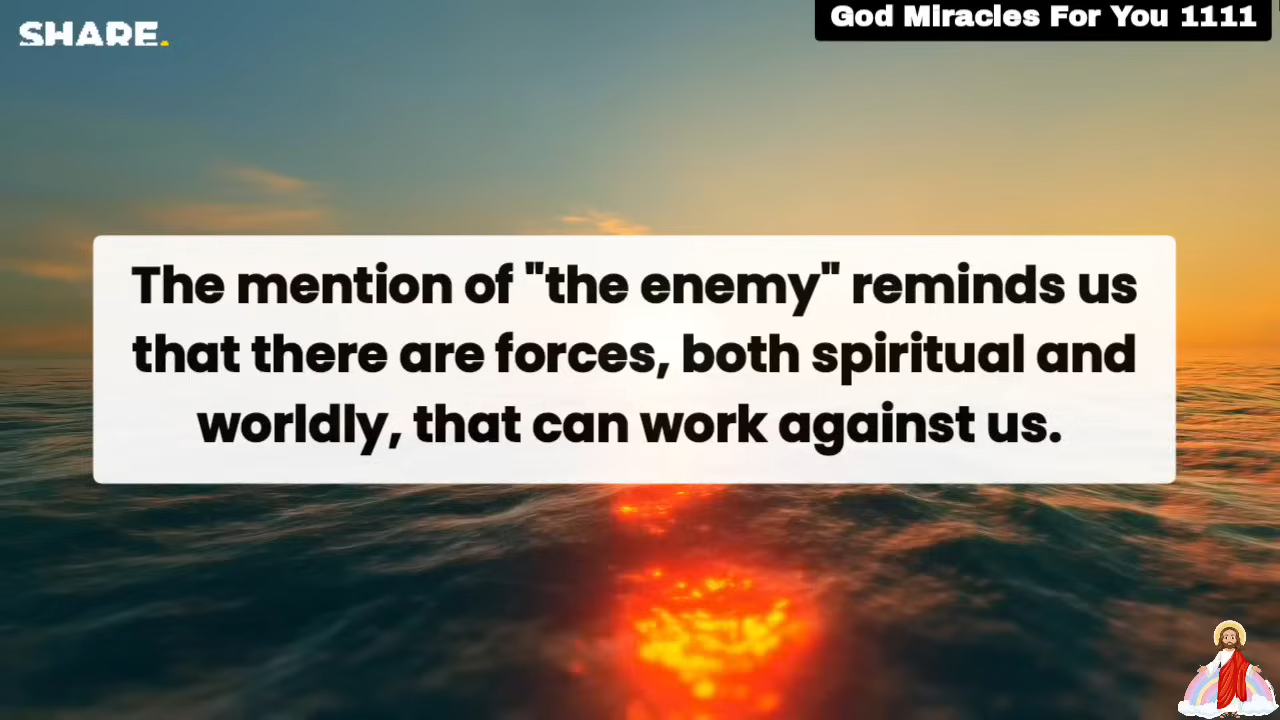 SHARE.
God Miracles For You 1111
The mention of "the enemy" reminds us
that there are forces, both spiritual and
worldly, that can work against us.